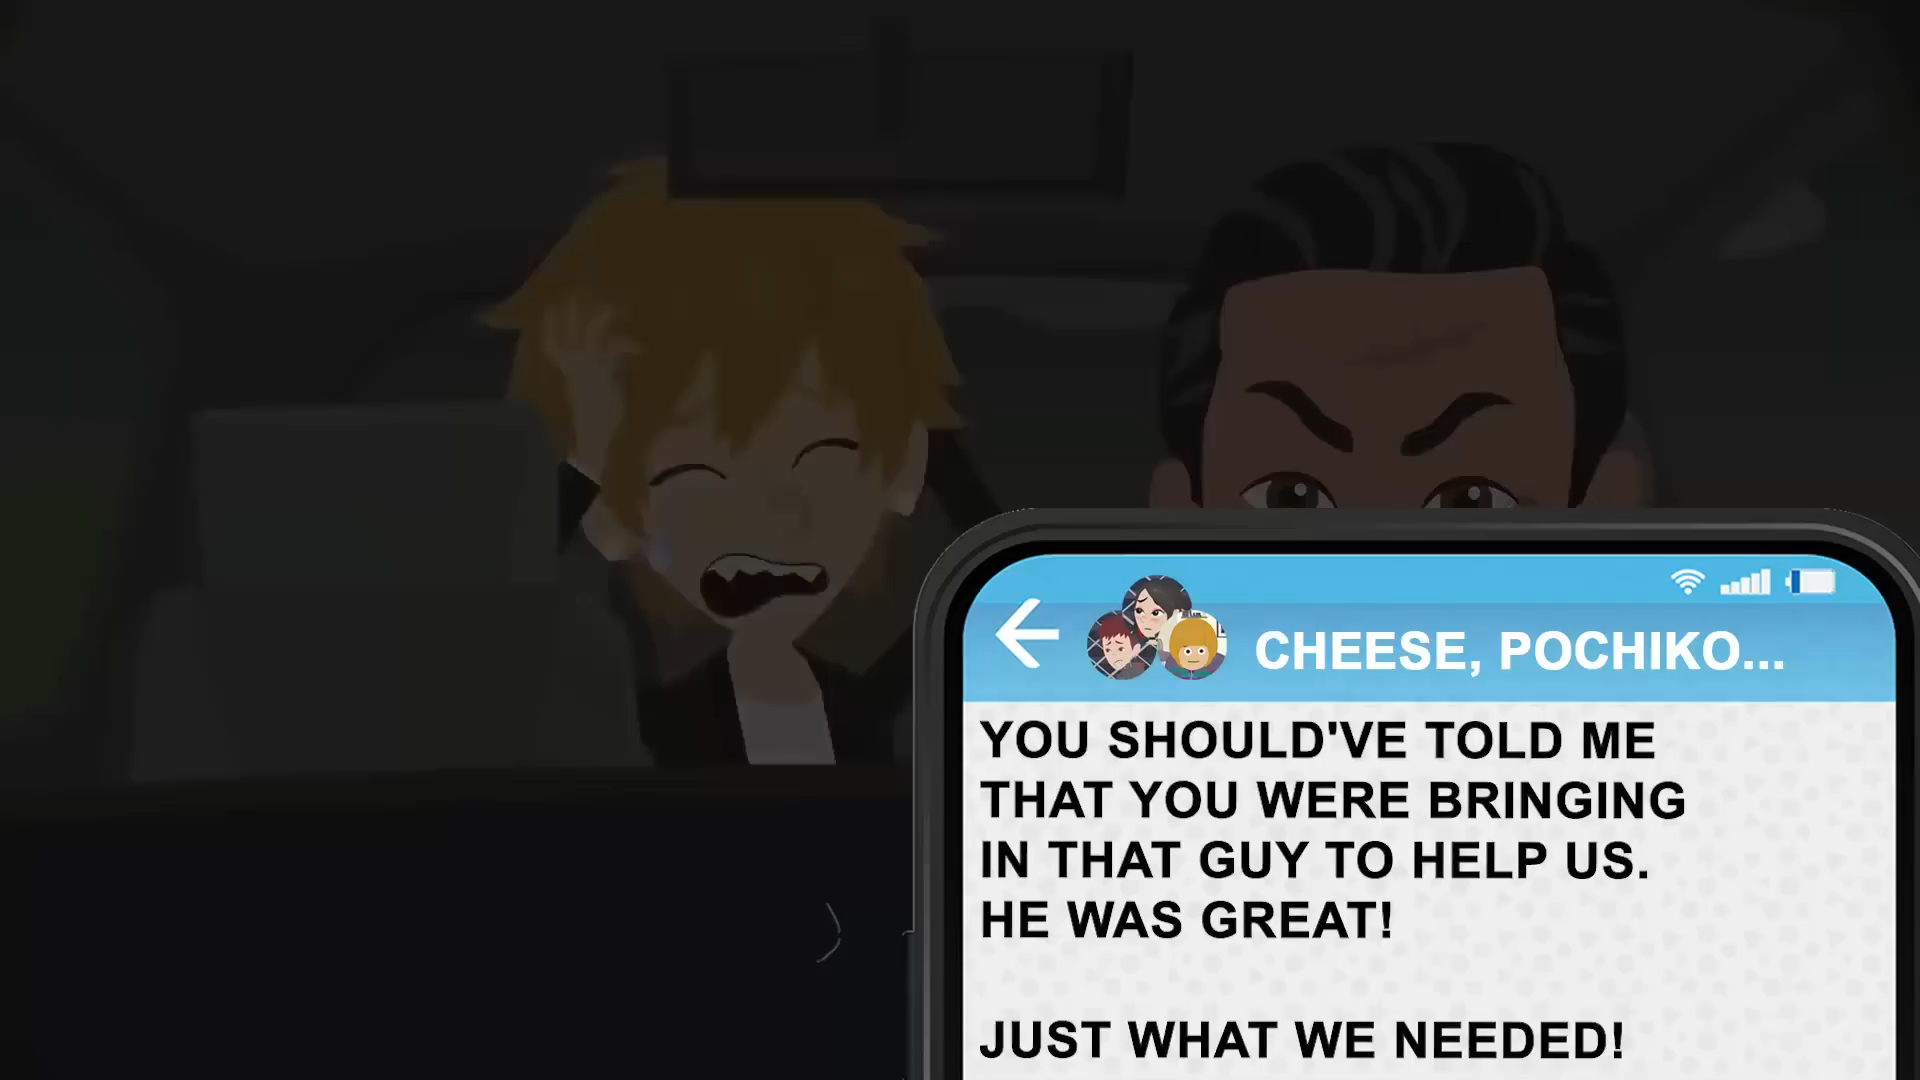 CHEESE, POCHIKO...
YOU SHOULD'VE TOLD ME
THAT YOU WERE BRINGING
IN THAT GUY TO HELP US.
HE WAS GREAT!
JUST WHAT WE NEEDED!